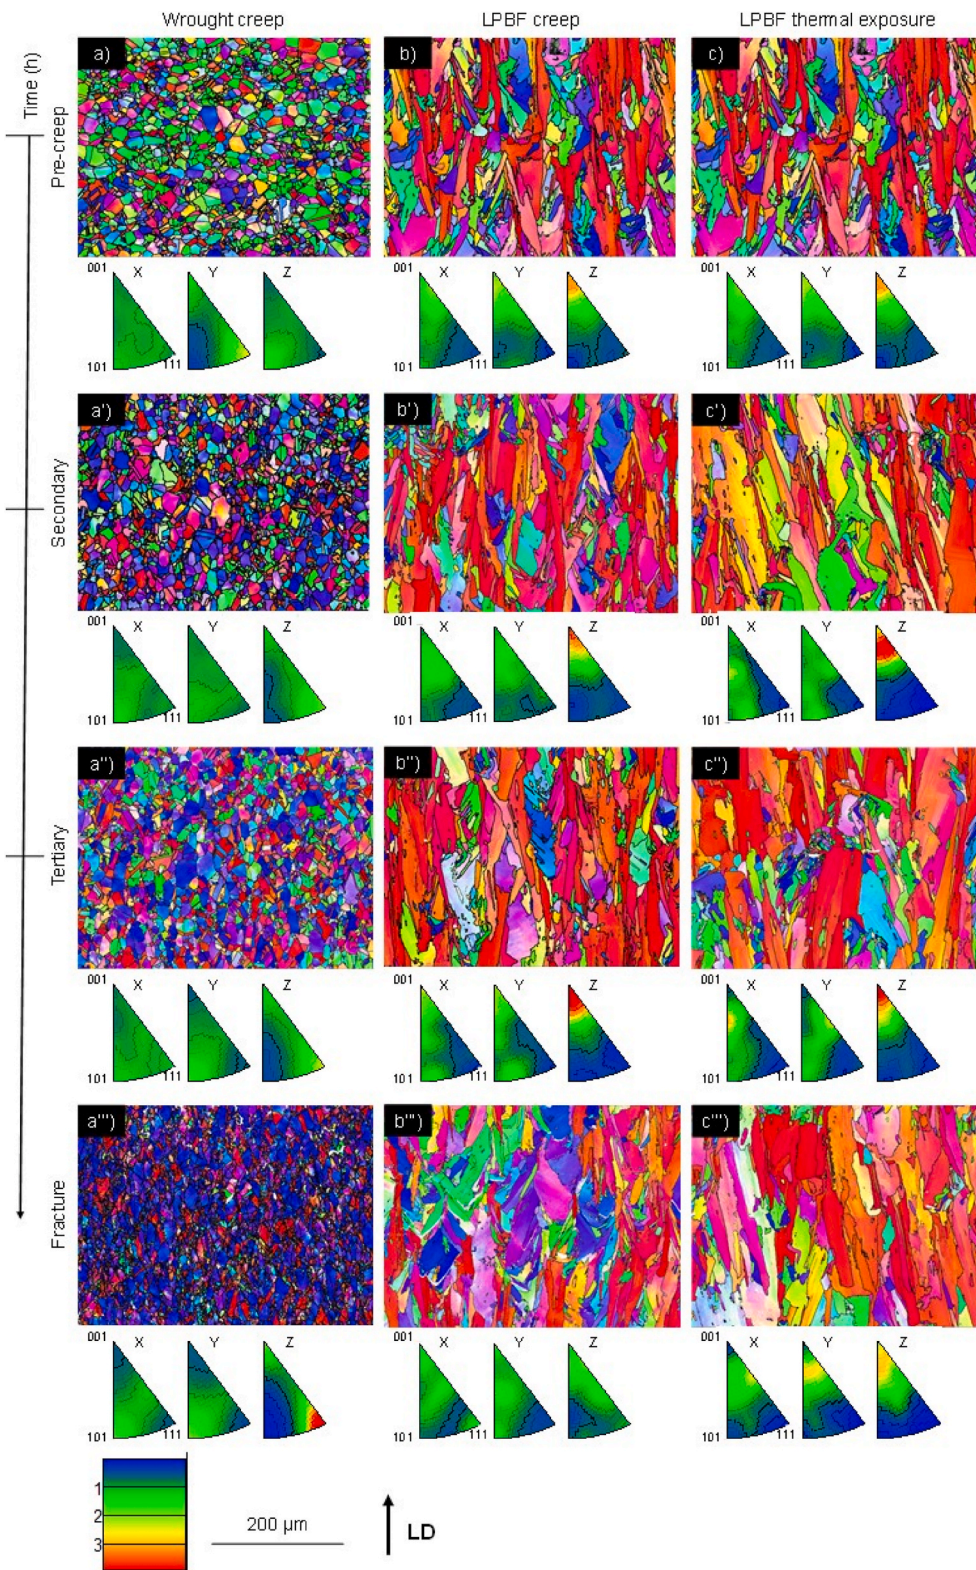 Wrought creep LPBF creep LPBF thermal exposure
Time (h)
Pre-creep
a) b) c)
001 X Y Z 001 X Y Z 001 X Y Z
101 111 101 111 101 111
Secondary
a') b') c')
001 X Y Z 001 X Y Z 001 X Y Z
101 111 101 111 101 111
Tertiary
a'') b'') c'')
001 X Y Z 001 X Y Z 001 X Y Z
101 111 101 111 101 111
Fracture
a''') b''') c''')
001 X Y Z 001 X Y Z 001 X Y Z
101 111 101 111 101 111
1
2
3
200 µm
LD